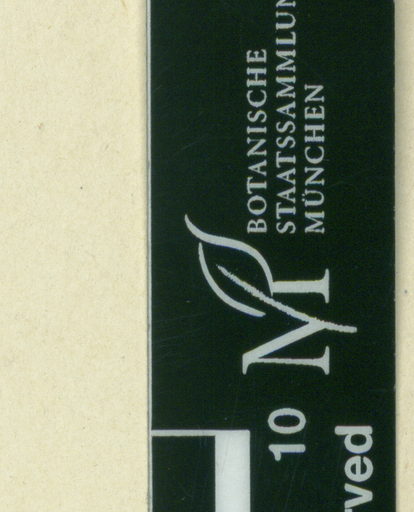 BOTANISCHE
STAATSSAMMLUN
MÜNCHEN
M
10
rved